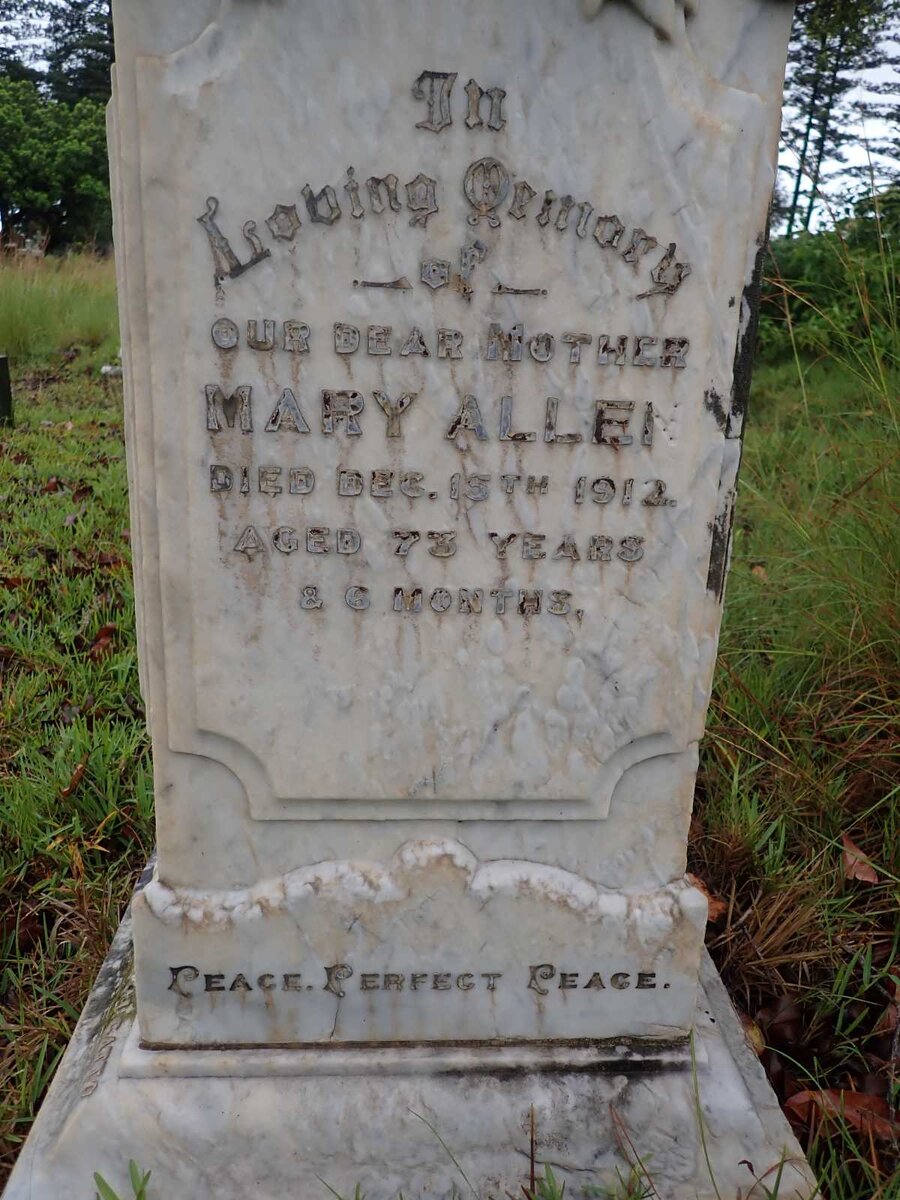 In
Loving Memory
of
OUR DEAR MOTHER
MARY ALLEN
DIED DEC. 15TH 1912.
AGED 73 YEARS
& 6 MONTHS,
PEACE. PERFECT PEACE.